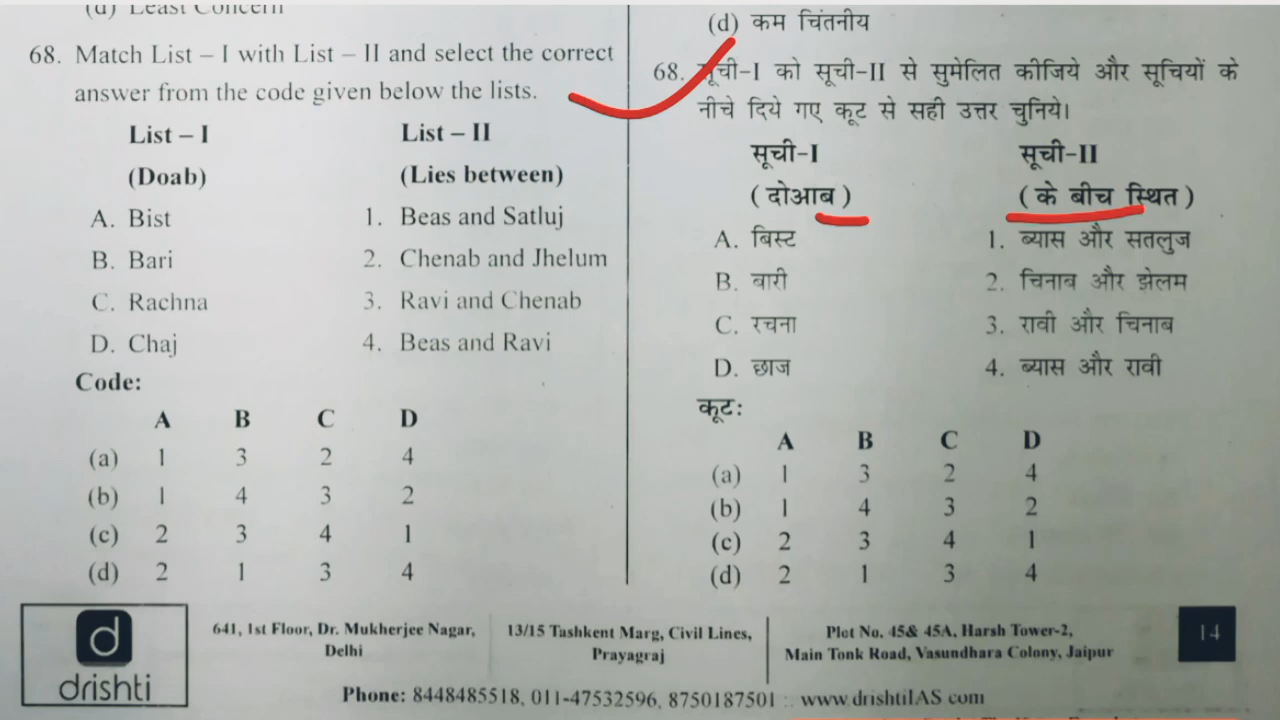 (d) Least Concern
68. Match List – I with List – II and select the correct
answer from the code given below the lists.
List – I List – II
(Doab) (Lies between)
A. Bist 1. Beas and Satluj
B. Bari 2. Chenab and Jhelum
C. Rachna 3. Ravi and Chenab
D. Chaj 4. Beas and Ravi
Code:
A B C D
(a) 1 3 2 4
(b) 1 4 3 2
(c) 2 3 4 1
(d) 2 1 3 4
(d) कम चिंतनीय
68. सूची-I को सूची-II से सुमेलित कीजिये और सूचियों के
नीचे दिये गए कूट से सही उत्तर चुनिये।
सूची-I सूची-II
(दोआब) (के बीच स्थित)
A. बिस्ट 1. ब्यास और सतलुज
B. बारी 2. चिनाब और झेलम
C. रचना 3. रावी और चिनाब
D. छाज 4. ब्यास और रावी
कूट:
A B C D
(a) 1 3 2 4
(b) 1 4 3 2
(c) 2 3 4 1
(d) 2 1 3 4
d
drishti
641, 1st Floor, Dr. Mukherjee Nagar,
Delhi
13/15 Tashkent Marg, Civil Lines,
Prayagraj
Plot No. 45& 45A, Harsh Tower-2,
Main Tonk Road, Vasundhara Colony, Jaipur
14
Phone: 8448485518, 011-47532596, 8750187501 :: www.drishtiIAS com